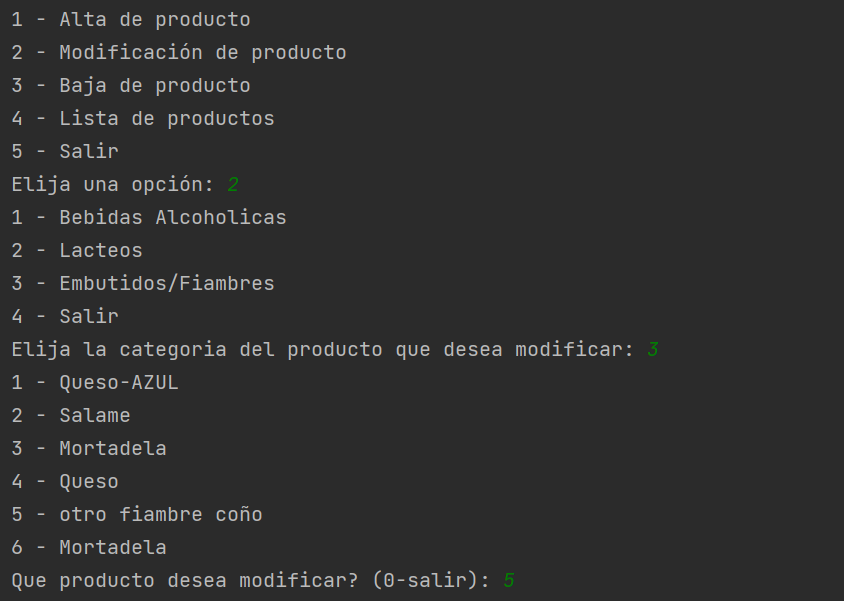 1 - Alta de producto
2 - Modificación de producto
3 - Baja de producto
4 - Lista de productos
5 - Salir
Elija una opción: 2
1 - Bebidas Alcoholicas
2 - Lacteos
3 - Embutidos/Fiambres
4 - Salir
Elija la categoria del producto que desea modificar: 3
1 - Queso-AZUL
2 - Salame
3 - Mortadela
4 - Queso
5 - otro fiambre coño
6 - Mortadela
Que producto desea modificar? (0-salir): 5